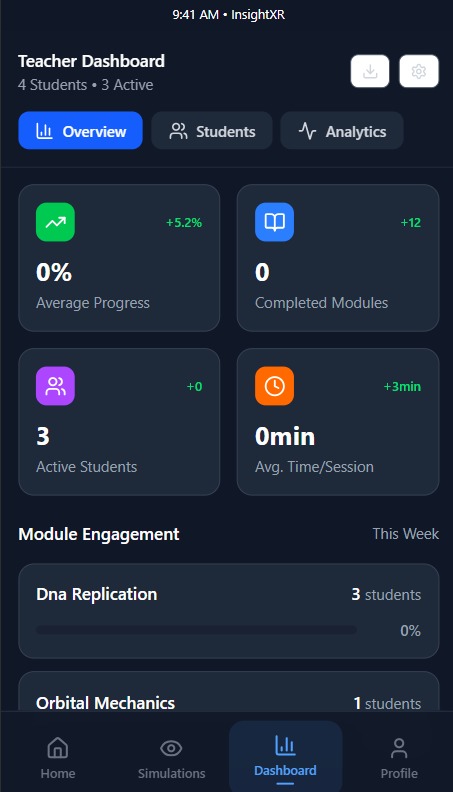 9:41 AM • InsightXR
Teacher Dashboard
4 Students • 3 Active
Overview Students Analytics
+5.2%
0%
Average Progress
+12
0
Completed Modules
+0
3
Active Students
+3min
0min
Avg. Time/Session
Module Engagement This Week
Dna Replication 3 students
0%
Orbital Mechanics 1 students
Home Simulations Dashboard Profile